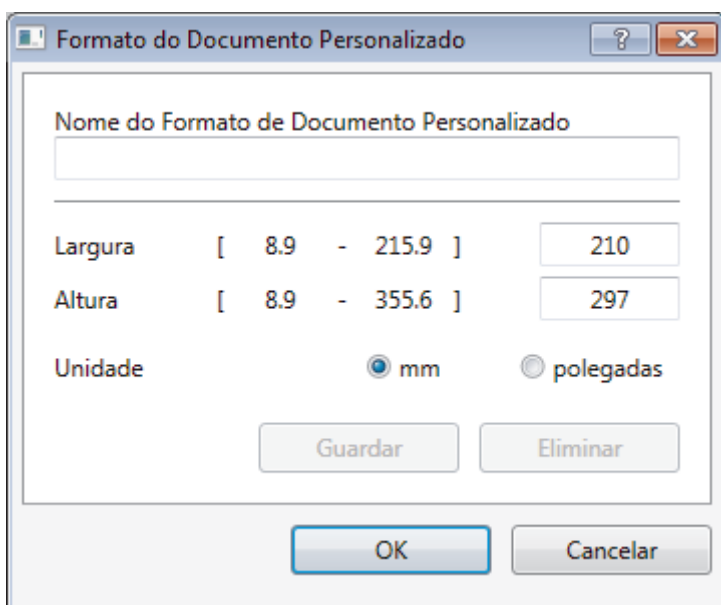 Formato do Documento Personalizado
Nome do Formato de Documento Personalizado
Largura [ 8.9 - 215.9 ] 210
Altura [ 8.9 - 355.6 ] 297
Unidade mm polegadas
Guardar Eliminar
OK Cancelar